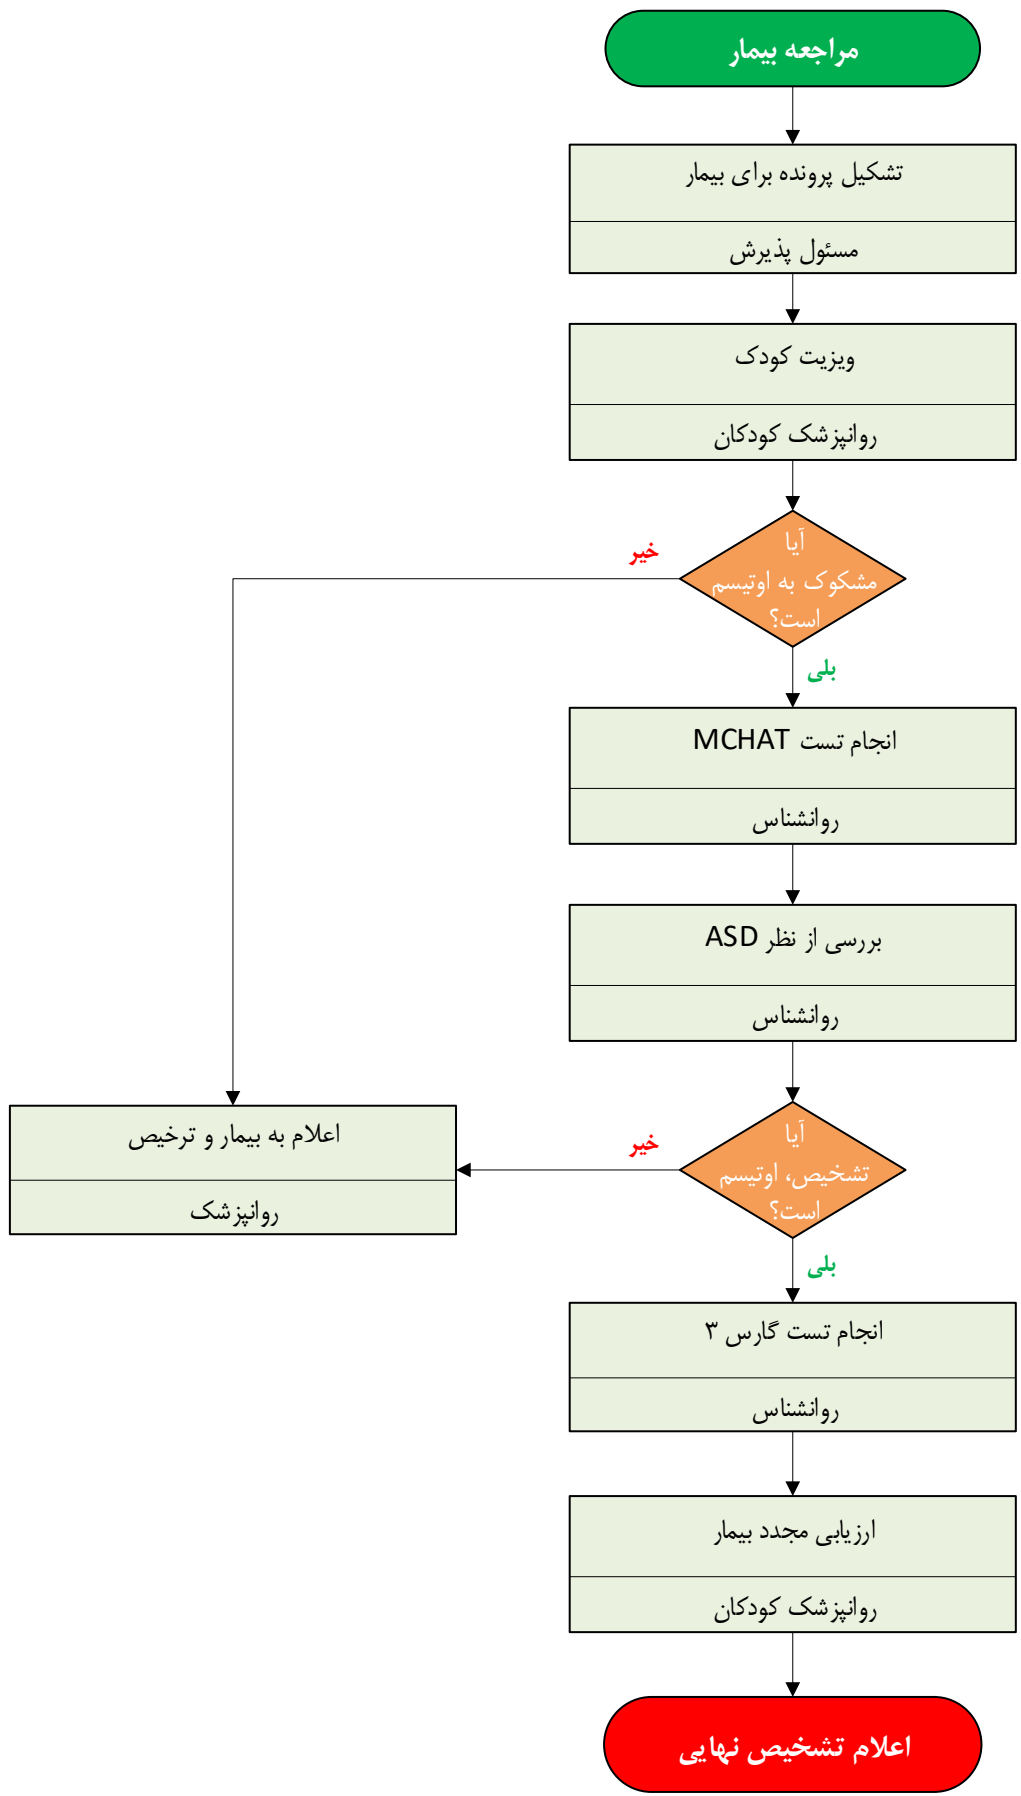 مراجعه بیمار
تشکیل پرونده برای بیمار
مسئول پذیرش
ویزیت کودک
روانپزشک کودکان
آیا
مشکوک به اوتیسم
است؟
خیر
بلی
انجام تست MCHAT
روانشناس
بررسی از نظر ASD
روانشناس
آیا
تشخیص، اوتیسم
است؟
خیر
اعلام به بیمار و ترخیص
روانپزشک
بلی
انجام تست گارس ۳
روانشناس
ارزیابی مجدد بیمار
روانپزشک کودکان
اعلام تشخیص نهایی